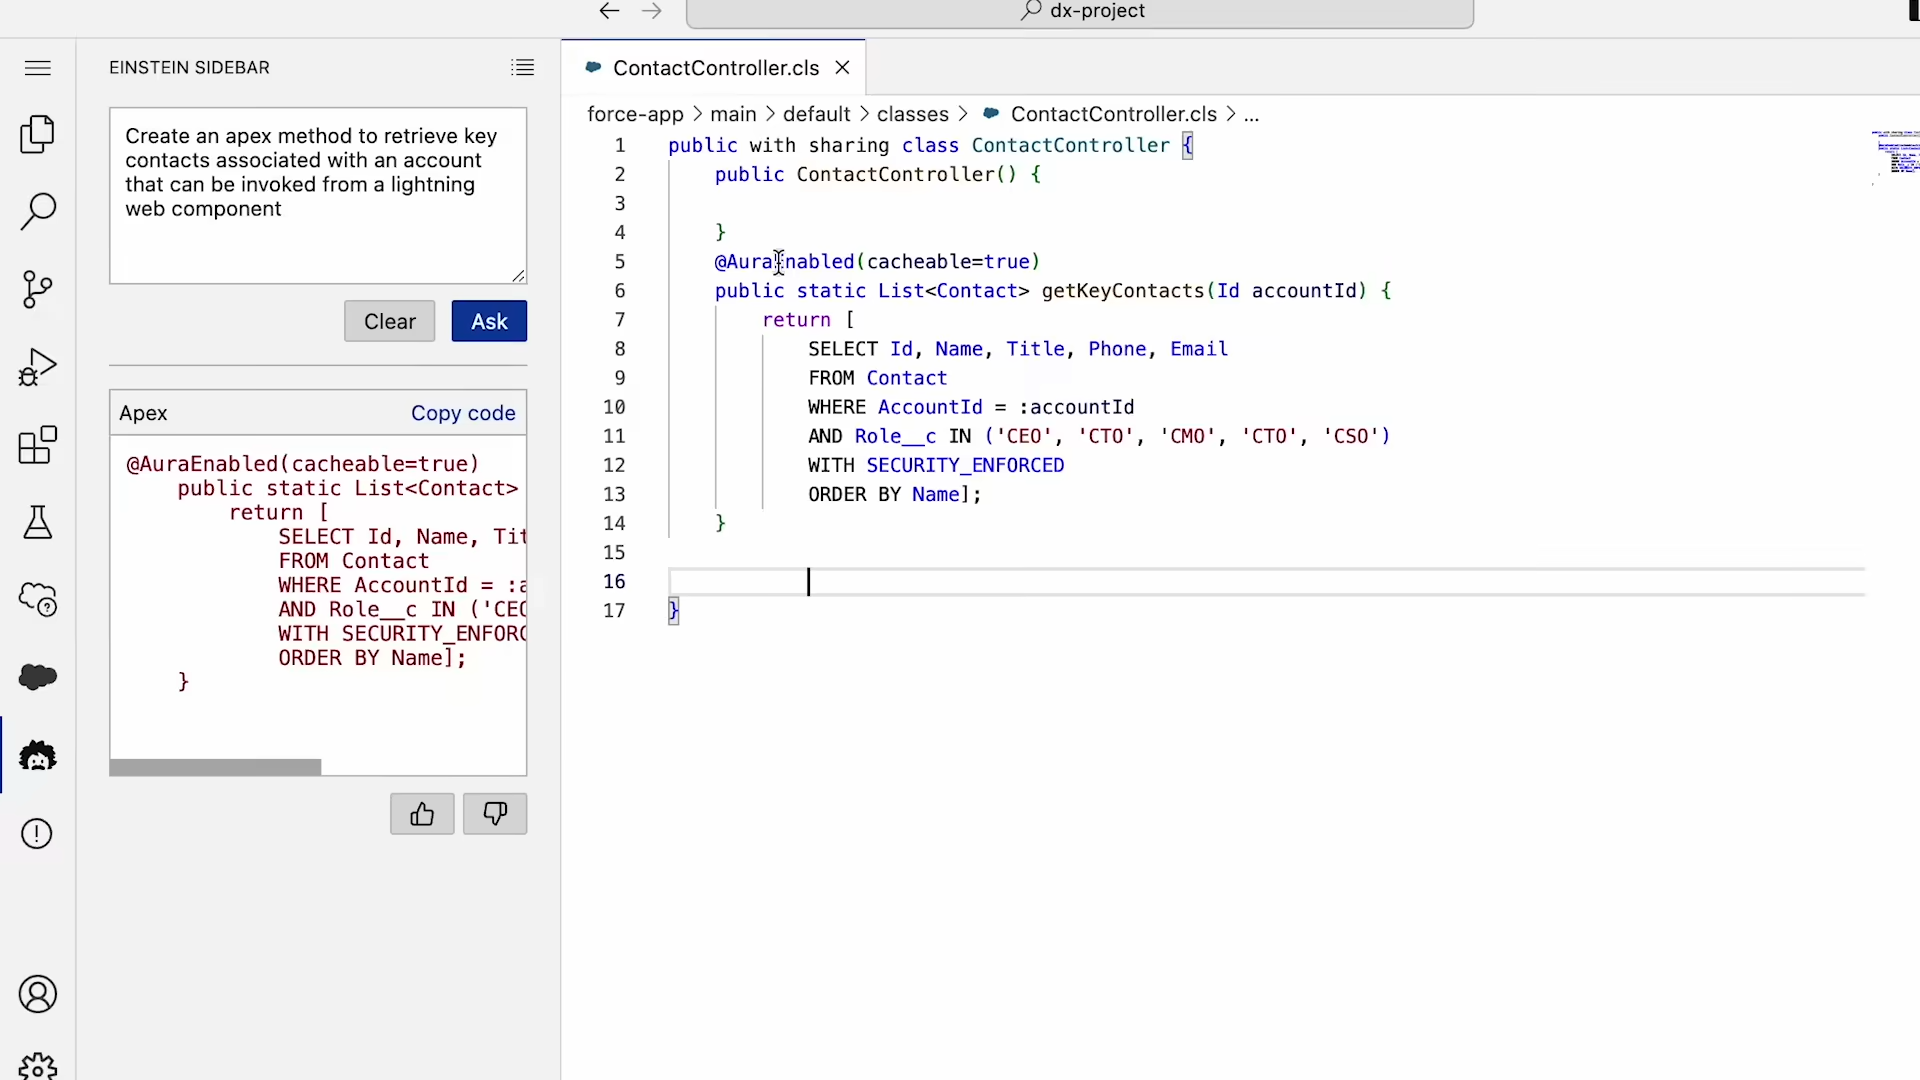 dx-project
EINSTEIN SIDEBAR
Create an apex method to retrieve key
contacts associated with an account
that can be invoked from a lightning
web component
Clear
Ask
Apex
Copy code
@AuraEnabled(cacheable=true)
public static List<Contact>
return [
SELECT Id, Name, Tit
FROM Contact
WHERE AccountId = :a
AND Role__c IN ('CEO
WITH SECURITY_ENFORC
ORDER BY Name];
}
ContactController.cls
force-app > main > default > classes > ContactController.cls > ...
1 public with sharing class ContactController {
2 public ContactController() {
3
4 }
5 @AuraEnabled(cacheable=true)
6 public static List<Contact> getKeyContacts(Id accountId) {
7 return [
8 SELECT Id, Name, Title, Phone, Email
9 FROM Contact
10 WHERE AccountId = :accountId
11 AND Role__c IN ('CEO', 'CTO', 'CMO', 'CTO', 'CSO')
12 WITH SECURITY_ENFORCED
13 ORDER BY Name];
14 }
15
16
17 }